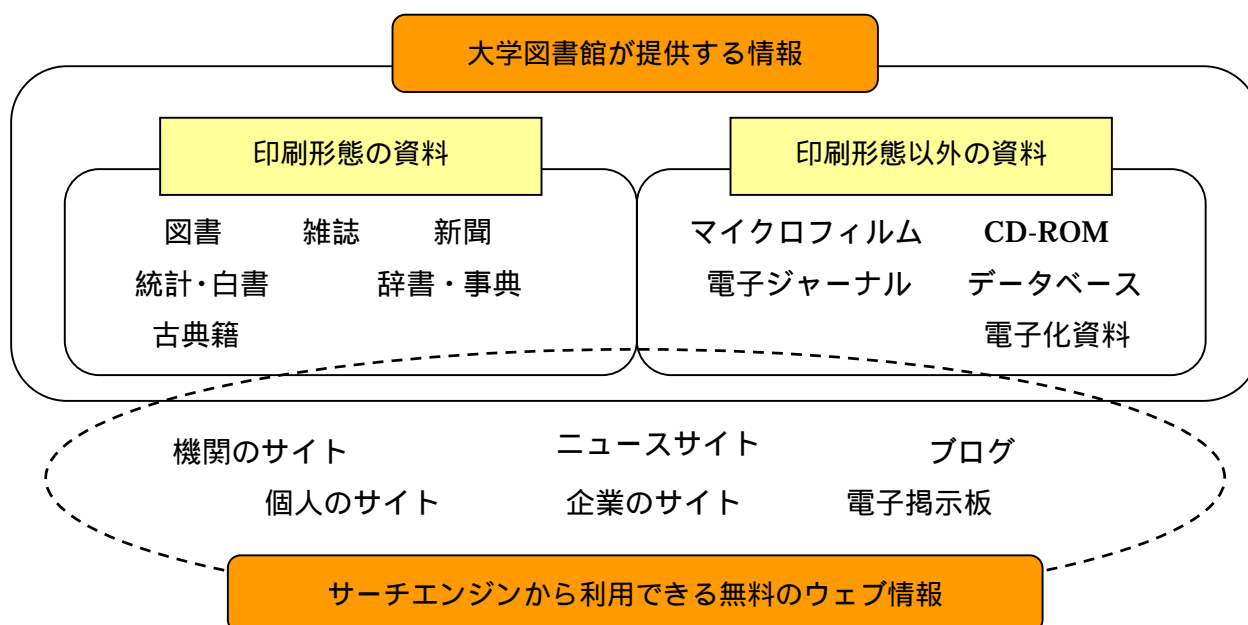 大学図書館が提供する情報
印刷形態の資料
図書 雑誌 新聞
統計・白書 辞書・事典
古典籍
印刷形態以外の資料
マイクロフィルム CD-ROM
電子ジャーナル データベース
電子化資料
機関のサイト ニュースサイト ブログ
個人のサイト 企業のサイト 電子掲示板
サーチエンジンから利用できる無料のウェブ情報